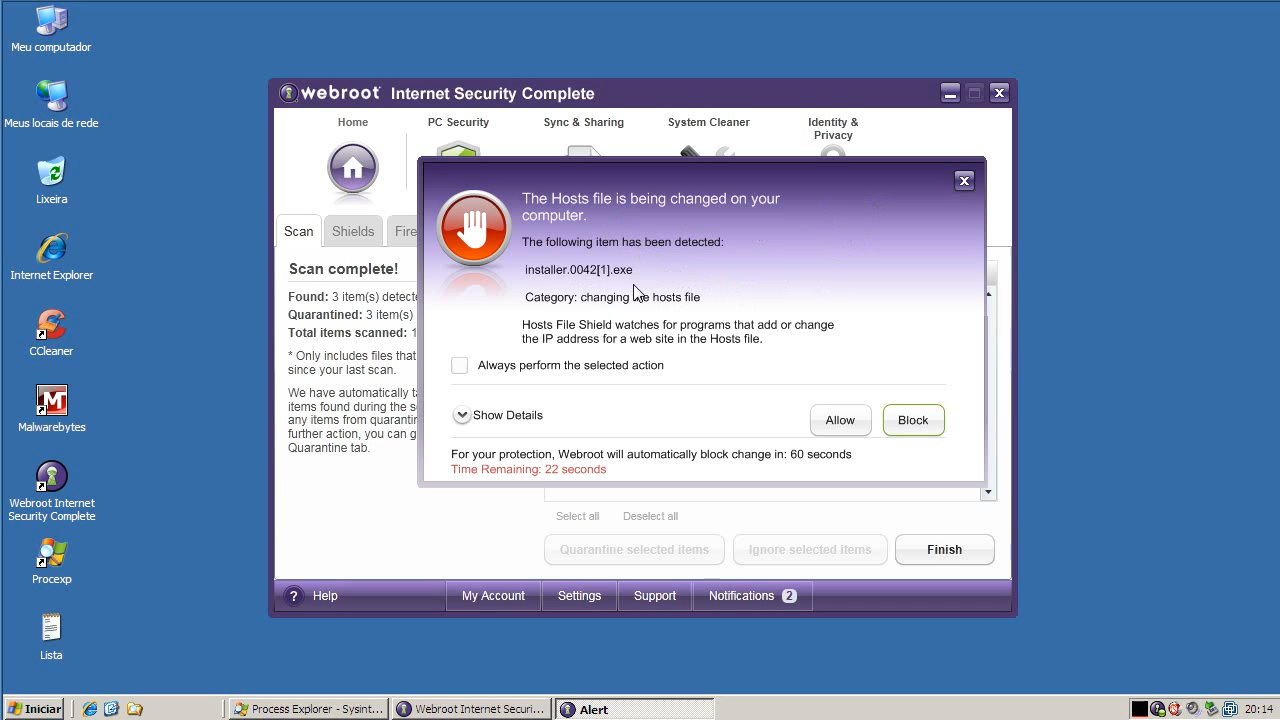 Meu computador
Meus locais de rede
Lixeira
Internet Explorer
CCleaner
Malwarebytes
Webroot Internet
Security Complete
Procexp
Lista
webroot Internet Security Complete
Home
PC Security
Sync & Sharing
System Cleaner
Identity &
Privacy
Scan
Shields
Fire
Scan complete!
Found: 3 item(s) detecte
Quarantined: 3 item(s)
Total items scanned: 1
* Only includes files that
since your last scan.
We have automatically ta
items found during the s
any items from quarantin
further action, you can g
Quarantine tab.
The Hosts file is being changed on your
computer.
The following item has been detected:
installer.0042[1].exe
Category: changing the hosts file
Hosts File Shield watches for programs that add or change
the IP address for a web site in the Hosts file.
Always perform the selected action
Show Details
Allow
Block
For your protection, Webroot will automatically block change in: 60 seconds
Time Remaining: 22 seconds
Select all
Deselect all
Quarantine selected items
Ignore selected items
Finish
? Help
My Account
Settings
Support
Notifications 2
Iniciar
Process Explorer - Sysint...
Webroot Internet Securi...
Alert
20:14